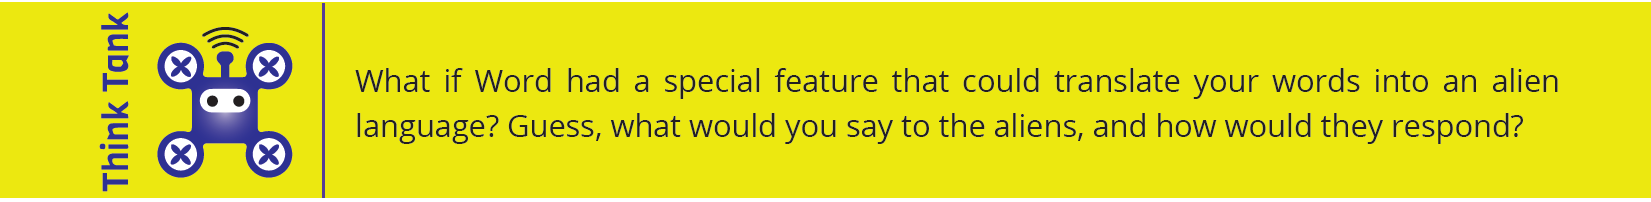 Think Tank
What if Word had a special feature that could translate your words into an alien
language? Guess, what would you say to the aliens, and how would they respond?